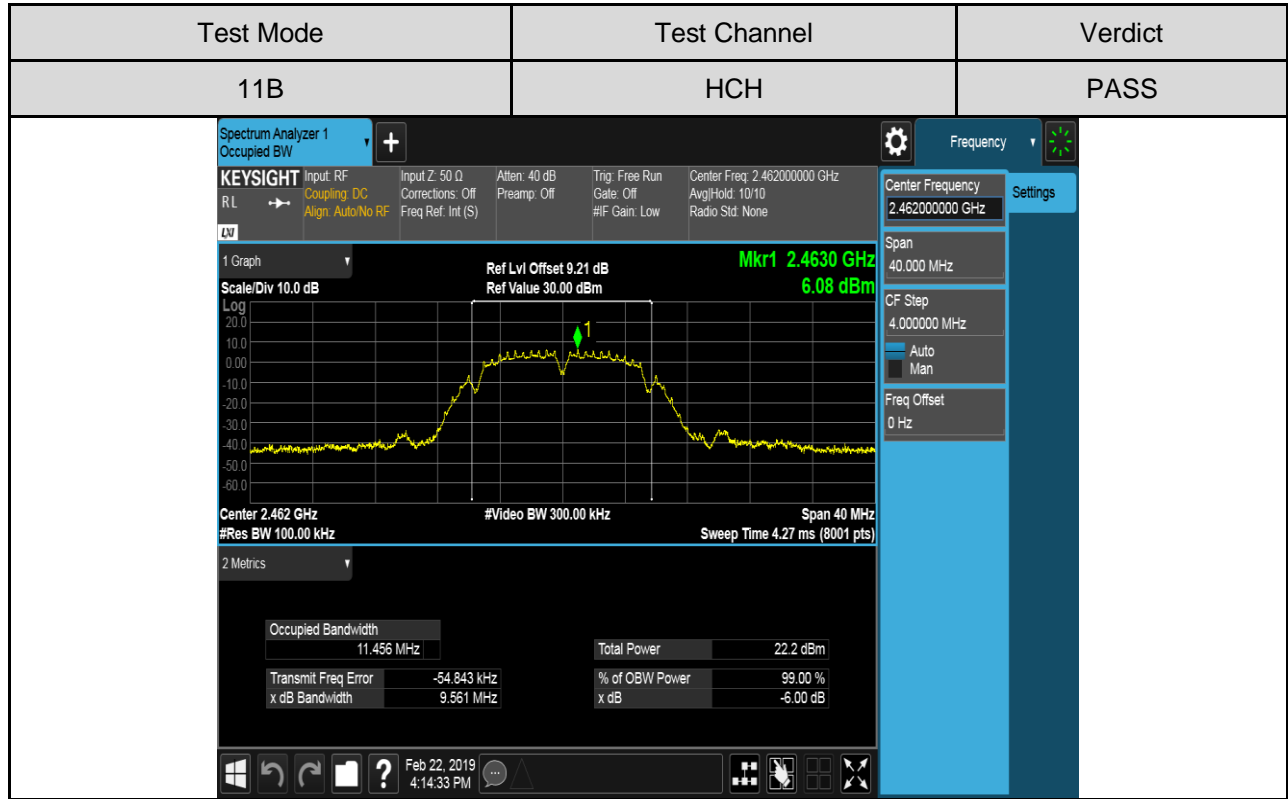 Test Mode Test Channel Verdict
11B HCH PASS
Spectrum Analyzer 1
Occupied BW
Frequency
KEYSIGHT Input: RF Input Z: 50 Ω Atten: 40 dB Trig: Free Run Center Freq: 2.462000000 GHz
RL Coupling: DC Corrections: Off Preamp: Off Gate: Off Avg|Hold: 10/10
Align: Auto/No RF Freq Ref: Int (S) #IF Gain: Low Radio Std: None
LXI
Center Frequency
2.462000000 GHz
Settings
Span
40.000 MHz
CF Step
4.000000 MHz
Auto
Man
Freq Offset
0 Hz
1 Graph Ref Lvl Offset 9.21 dB Mkr1 2.4630 GHz
Scale/Div 10.0 dB Ref Value 30.00 dBm 6.08 dBm
Log
20.0
10.0
0.00
-10.0
-20.0
-30.0
-40.0
-50.0
-60.0
1
Center 2.462 GHz #Video BW 300.00 kHz Span 40 MHz
#Res BW 100.00 kHz Sweep Time 4.27 ms (8001 pts)
2 Metrics
Occupied Bandwidth
11.456 MHz Total Power 22.2 dBm
Transmit Freq Error -54.843 kHz % of OBW Power 99.00 %
x dB Bandwidth 9.561 MHz x dB -6.00 dB
Feb 22, 2019
4:14:33 PM